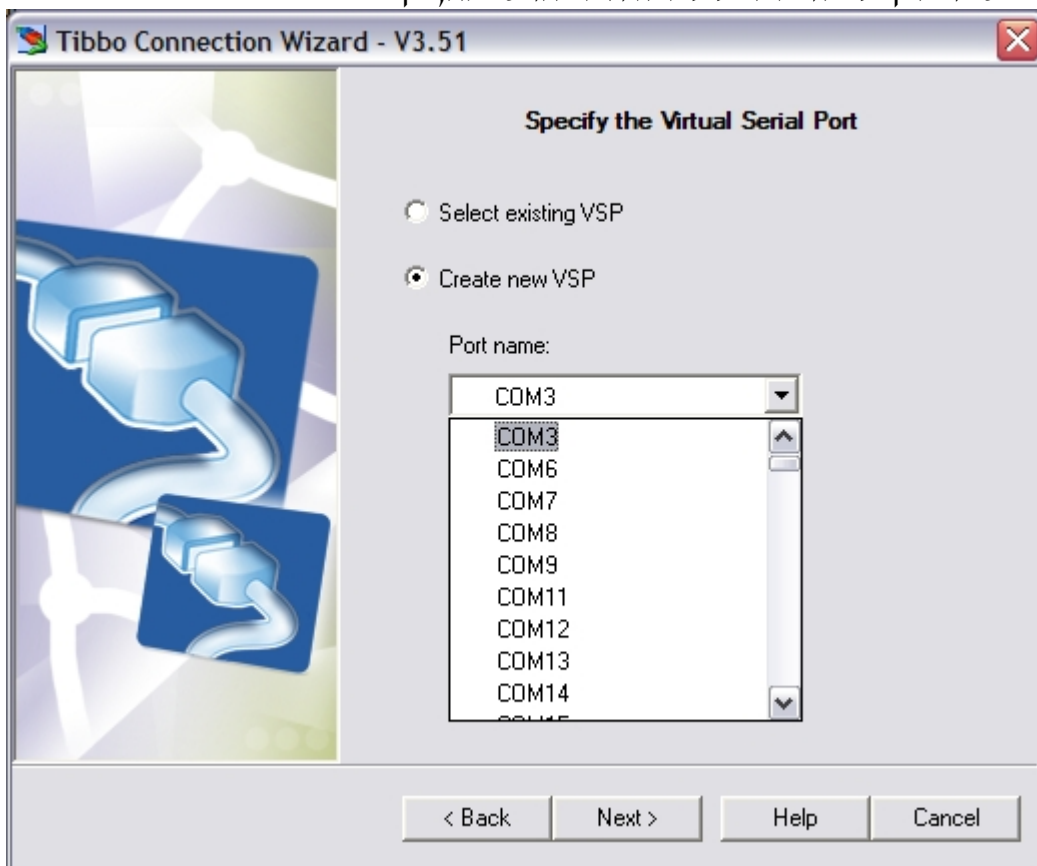 Tibbo Connection Wizard - V3.51
Specify the Virtual Serial Port
Select existing VSP
Create new VSP
Port name:
COM3
COM3
COM6
COM7
COM8
COM9
COM11
COM12
COM13
COM14
< Back
Next >
Help
Cancel